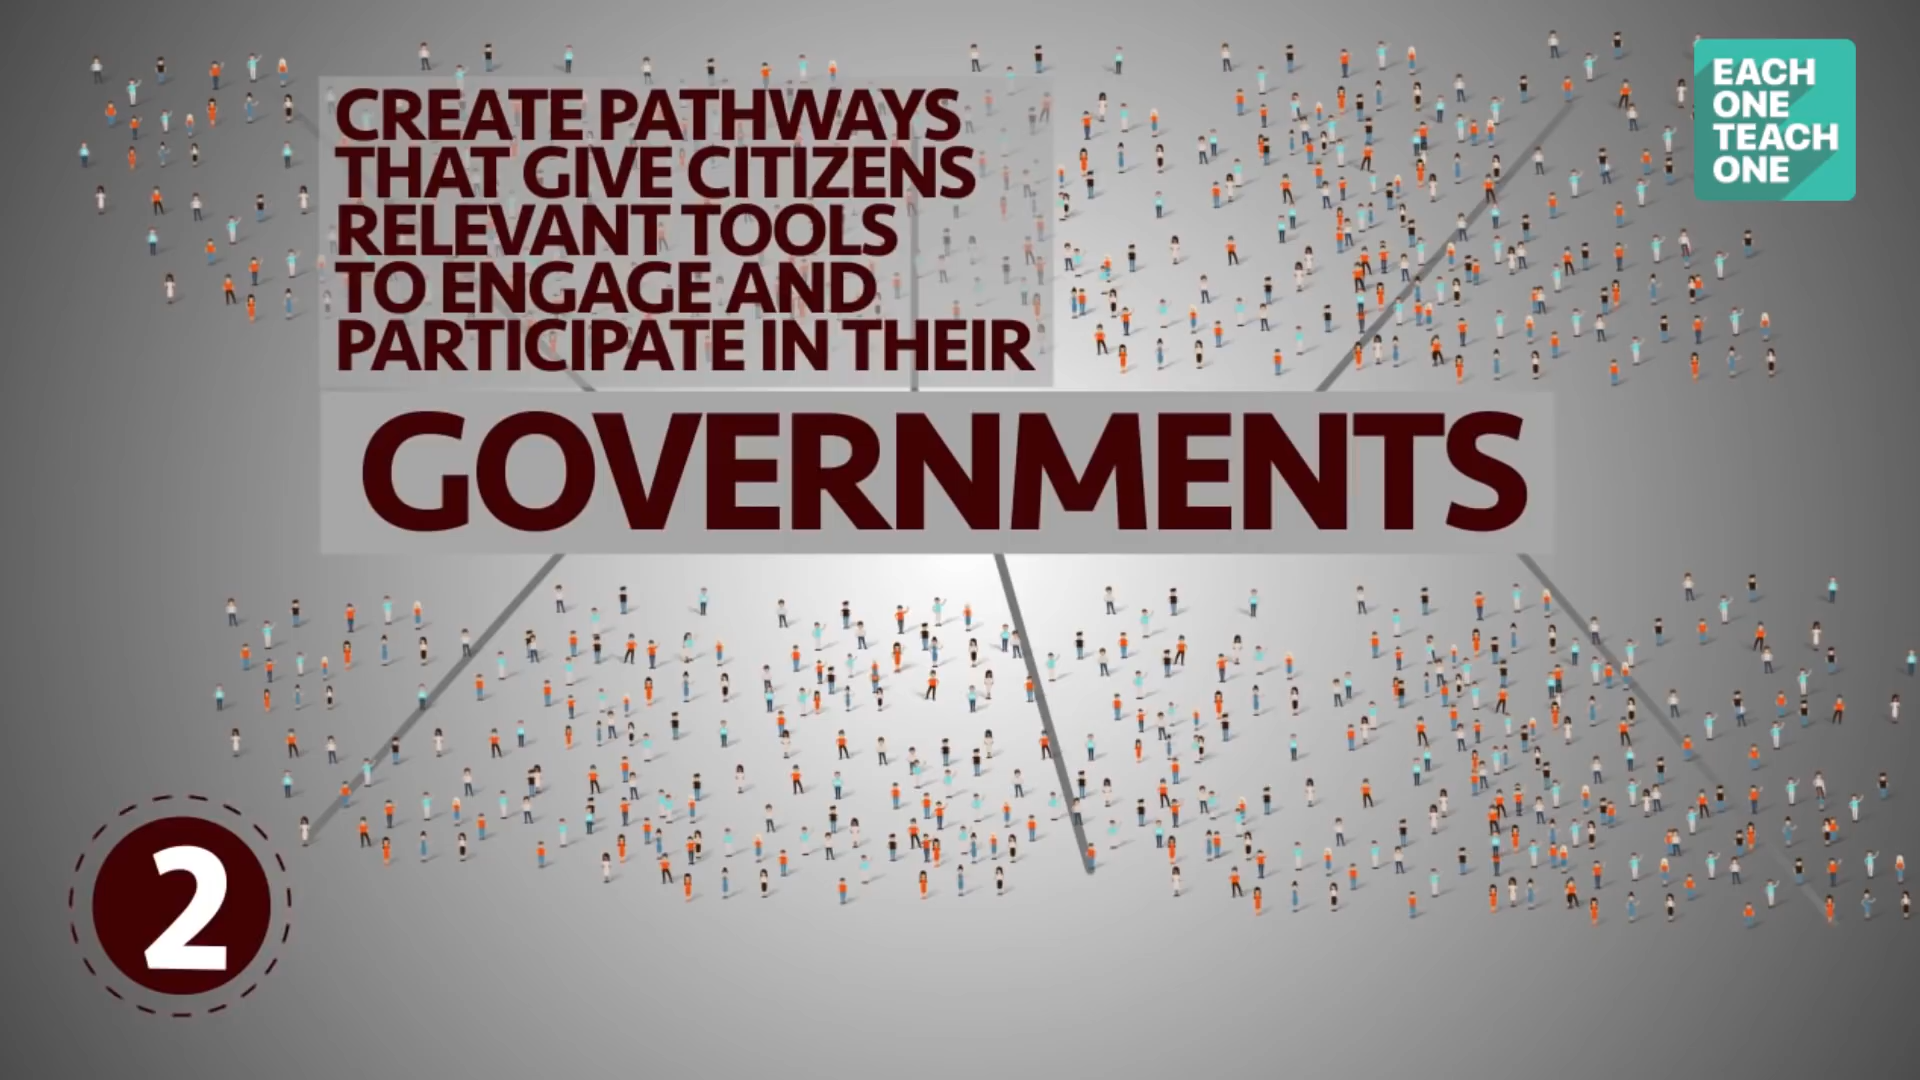 CREATE PATHWAYS
THAT GIVE CITIZENS
RELEVANT TOOLS
TO ENGAGE AND
PARTICIPATE IN THEIR
GOVERNMENTS
EACH
ONE
TEACH
ONE
2